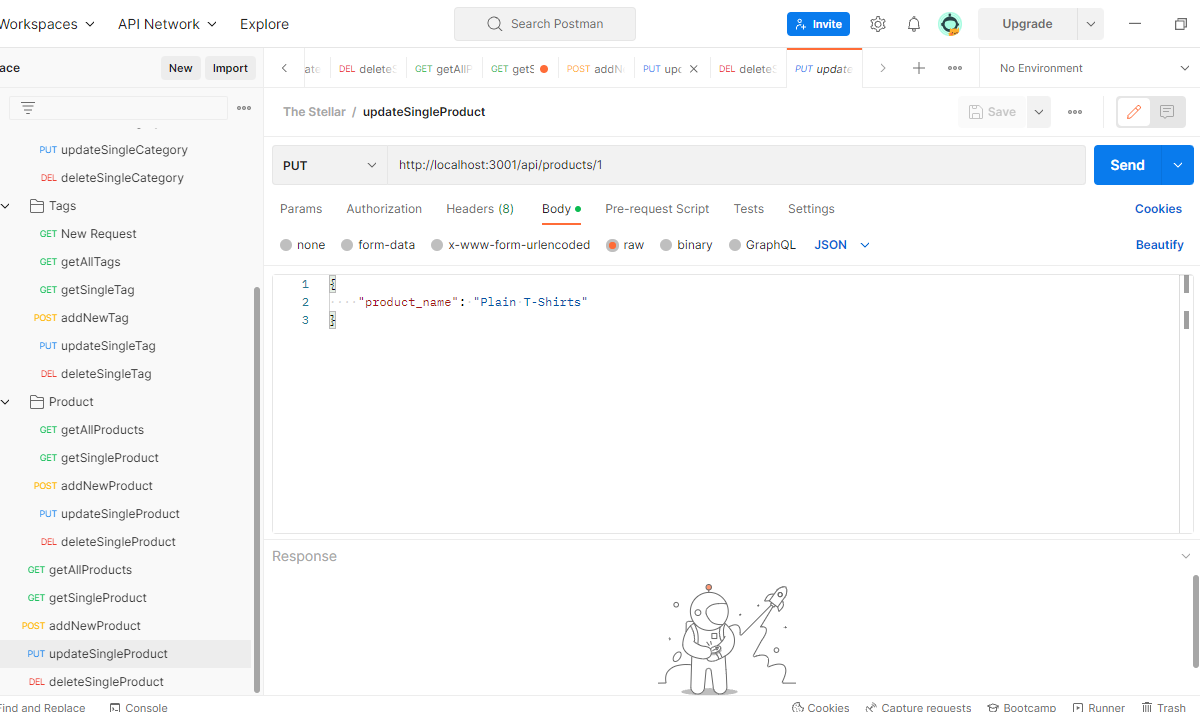 Workspaces API Network Explore Search Postman Invite Upgrade
ace New Import
DEL delete GET getAll GET getS POST addN PUT upd DEL delete PUT update No Environment
The Stellar / updateSingleProduct Save
PUT http://localhost:3001/api/products/1 Send
Params Authorization Headers (8) Body Pre-request Script Tests Settings Cookies
none form-data x-www-form-urlencoded raw binary GraphQL JSON Beautify
1 {
2 "product_name": "Plain T-Shirts"
3 }
PUT updateSingleCategory
DEL deleteSingleCategory
Tags
GET New Request
GET getAllTags
GET getSingleTag
POST addNewTag
PUT updateSingleTag
DEL deleteSingleTag
Product
GET getAllProducts
GET getSingleProduct
POST addNewProduct
PUT updateSingleProduct
DEL deleteSingleProduct
GET getAllProducts
GET getSingleProduct
POST addNewProduct
PUT updateSingleProduct
DEL deleteSingleProduct
Response
Find and Replace Console Cookies Capture requests Bootcamp Runner Trash